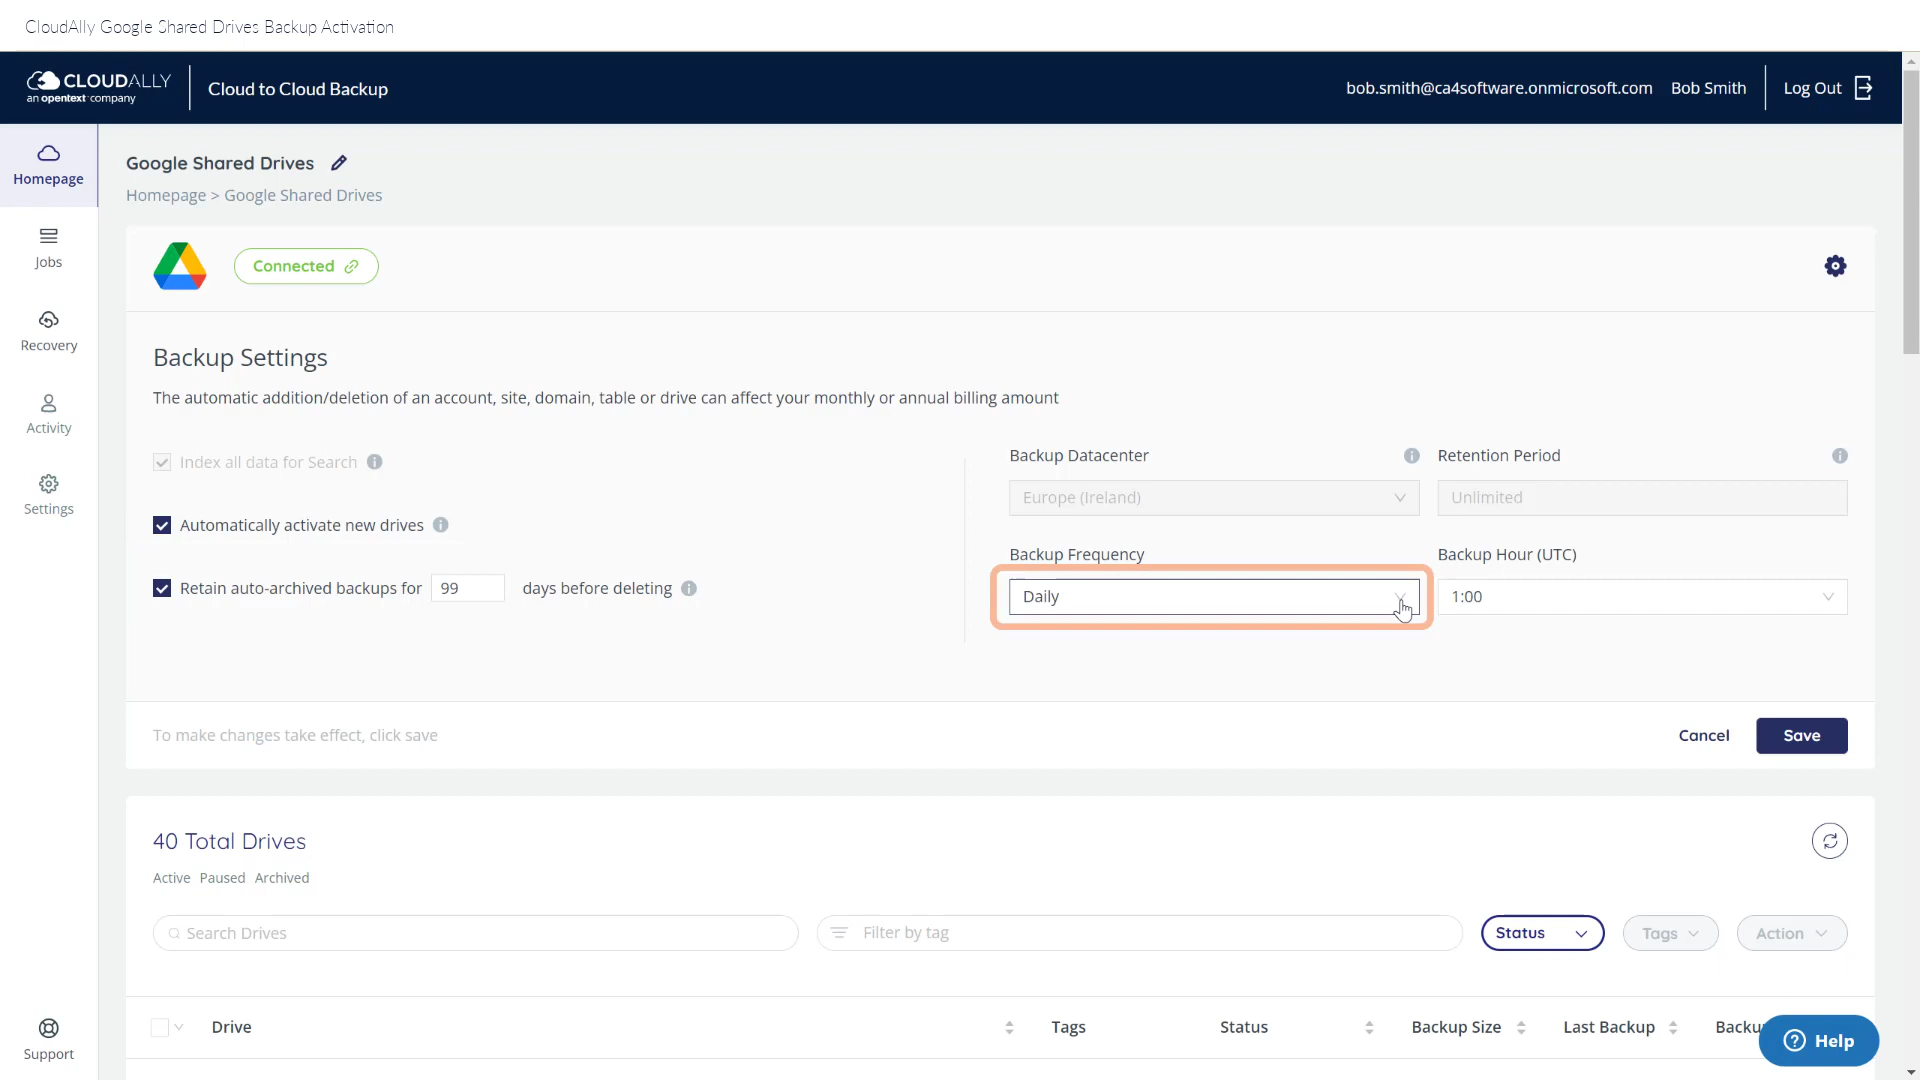 CloudAlly Google Shared Drives Backup Activation
CLOUDALLY
an opentext company
Cloud to Cloud Backup
bob.smith@ca4software.onmicrosoft.com
Bob Smith
Log Out
Homepage
Jobs
Recovery
Activity
Settings
Support
Google Shared Drives
Homepage > Google Shared Drives
Connected
Backup Settings
The automatic addition/deletion of an account, site, domain, table or drive can affect your monthly or annual billing amount
Index all data for Search
Automatically activate new drives
Retain auto-archived backups for 99 days before deleting
Backup Datacenter
Europe (Ireland)
Retention Period
Unlimited
Backup Frequency
Daily
Backup Hour (UTC)
1:00
To make changes take effect, click save
Cancel
Save
40 Total Drives
Active Paused Archived
Search Drives
Filter by tag
Status
Tags
Action
Drive
Tags
Status
Backup Size
Last Backup
Help